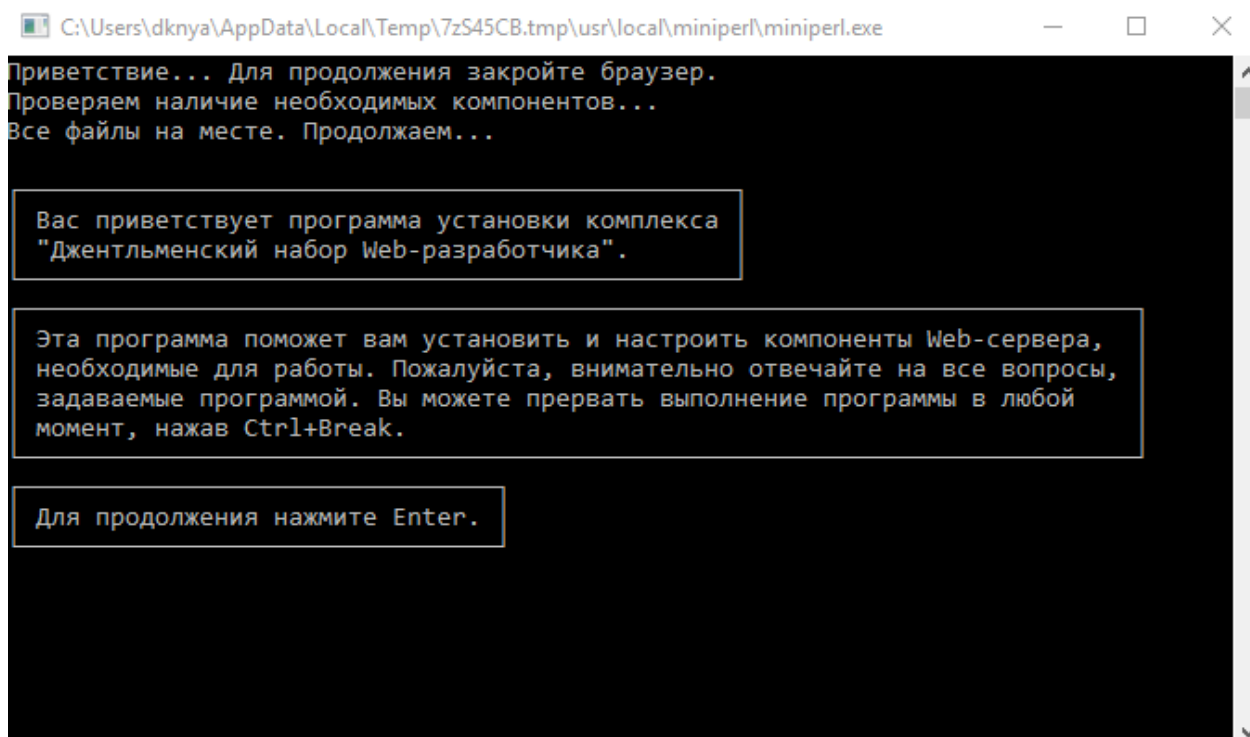 C:\Users\dknya\AppData\Local\Temp\7zS45CB.tmp\usr\local\miniperl\miniperl.exe
Приветствие... Для продолжения закройте браузер.
Проверяем наличие необходимых компонентов...
Все файлы на месте. Продолжаем...
Вас приветствует программа установки комплекса
"Джентльменский набор Web-разработчика".
Эта программа поможет вам установить и настроить компоненты Web-сервера,
необходимые для работы. Пожалуйста, внимательно отвечайте на все вопросы,
задаваемые программой. Вы можете прервать выполнение программы в любой
момент, нажав Ctrl+Break.
Для продолжения нажмите Enter.